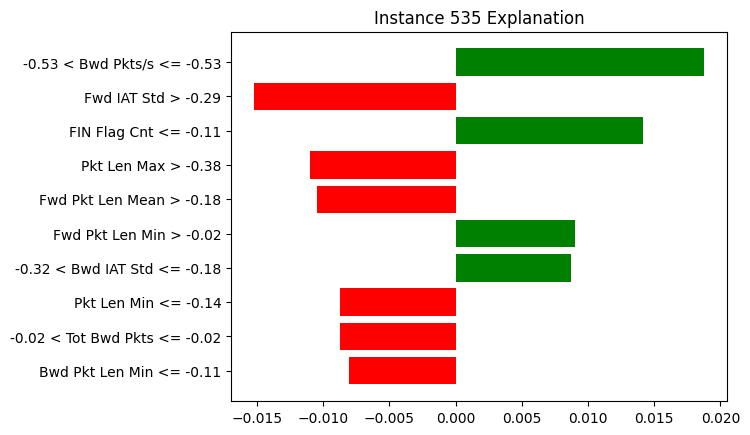 Instance 535 Explanation
-0.53 < Bwd Pkts/s <= -0.53
Fwd IAT Std > -0.29
FIN Flag Cnt <= -0.11
Pkt Len Max > -0.38
Fwd Pkt Len Mean > -0.18
Fwd Pkt Len Min > -0.02
-0.32 < Bwd IAT Std <= -0.18
Pkt Len Min <= -0.14
-0.02 < Tot Bwd Pkts <= -0.02
Bwd Pkt Len Min <= -0.11
−0.015 −0.010 −0.005 0.000 0.005 0.010 0.015 0.020